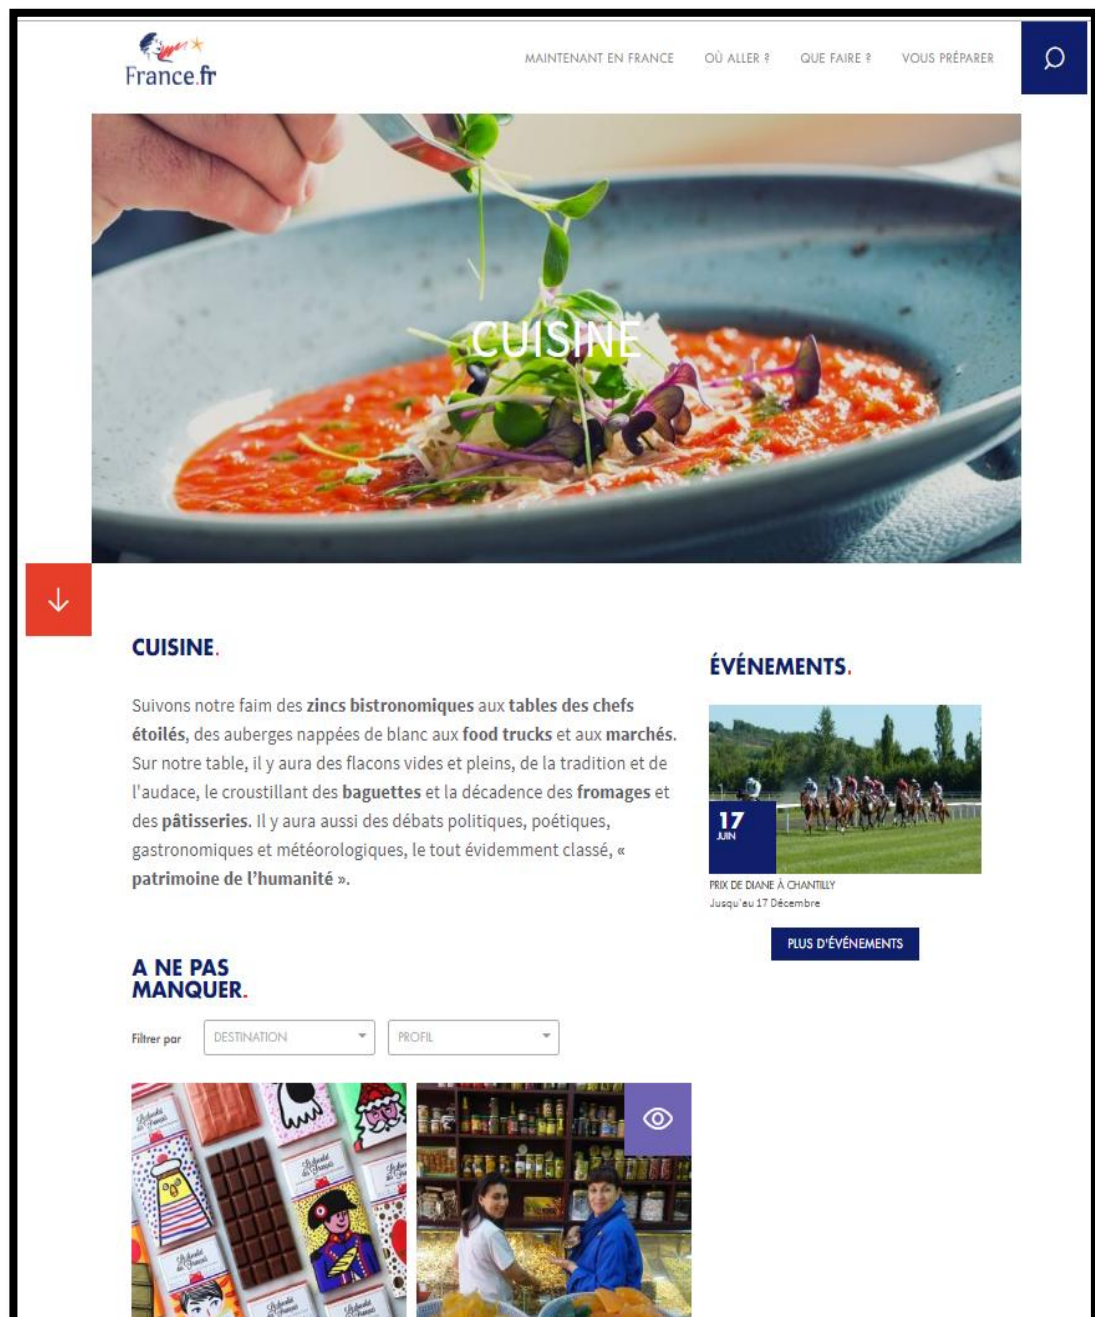 France.fr
MAINTENANT EN FRANCE
OÙ ALLER ?
QUE FAIRE ?
VOUS PRÉPARER
CUISINE
CUISINE.
Suivons notre faim des zincs bistronomiques aux tables des chefs
étoilés, des auberges nappées de blanc aux food trucks et aux marchés.
Sur notre table, il y aura des flacons vides et pleins, de la tradition et de
l'audace, le croustillant des baguettes et la décadence des fromages et
des pâtisseries. Il y aura aussi des débats politiques, poétiques,
gastronomiques et météorologiques, le tout évidemment classé, «
patrimoine de l’humanité ».
ÉVÉNEMENTS.
17
JUIN
PRIX DE DIANE À CHANTILLY
Jusqu'au 17 Décembre
PLUS D'ÉVÉNEMENTS
A NE PAS
MANQUER.
Filtrer par
DESTINATION
PROFIL
Le chocolat
des Français